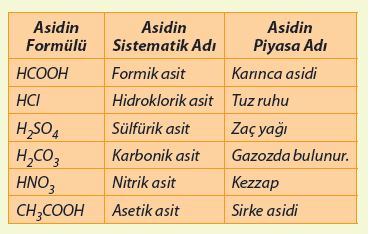 Asidin Formülü Asidin Sistematik Adı Asidin Piyasa Adı
HCOOH Formik asit Karınca asidi
HCl Hidroklorik asit Tuz ruhu
H₂SO₄ Sülfürik asit Zaç yağı
H₂CO₃ Karbonik asit Gazozda bulunur.
HNO₃ Nitrik asit Kezzap
CH₃COOH Asetik asit Sirke asidi